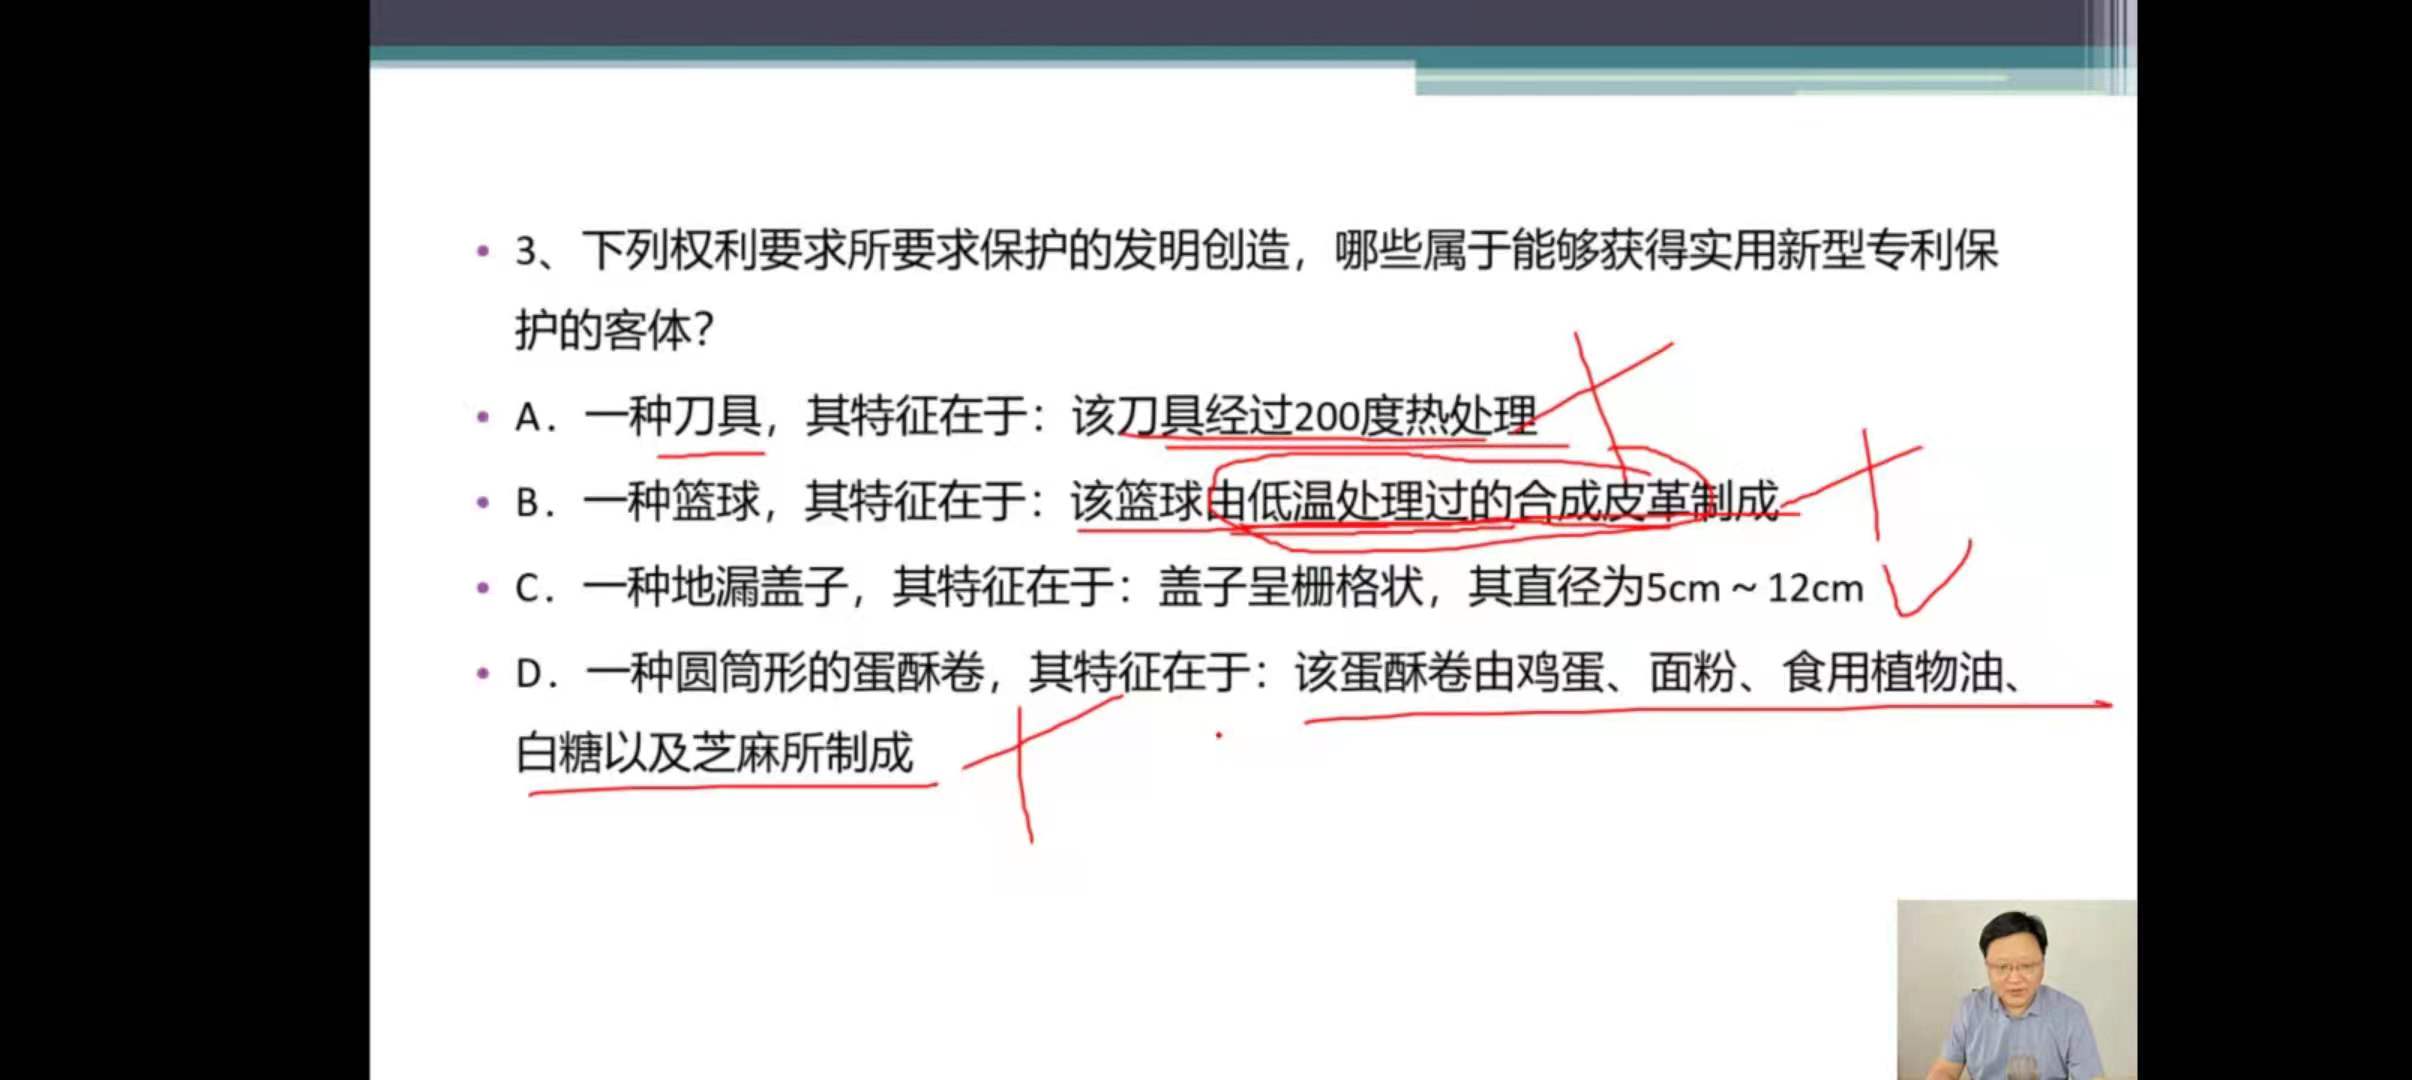 3、下列权利要求所要求保护的发明创造，哪些属于能够获得实用新型专利保
护的客体？
A．一种刀具，其特征在于：该刀具经过200度热处理
B．一种篮球，其特征在于：该篮球由低温处理过的合成皮革制成
C．一种地漏盖子，其特征在于：盖子呈栅格状，其直径为5cm～12cm
D．一种圆筒形的蛋酥卷，其特征在于：该蛋酥卷由鸡蛋、面粉、食用植物油、
白糖以及芝麻所制成